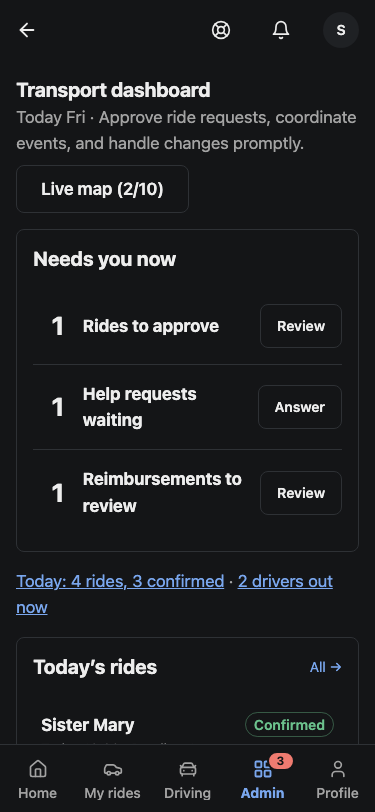 S
Transport dashboard
Today Fri · Approve ride requests, coordinate
events, and handle changes promptly.
Live map (2/10)
Needs you now
1 Rides to approve Review
1 Help requests waiting Answer
1 Reimbursements to review Review
Today: 4 rides, 3 confirmed · 2 drivers out
now
Today's rides All →
Sister Mary Confirmed
3
Home My rides Driving Admin Profile